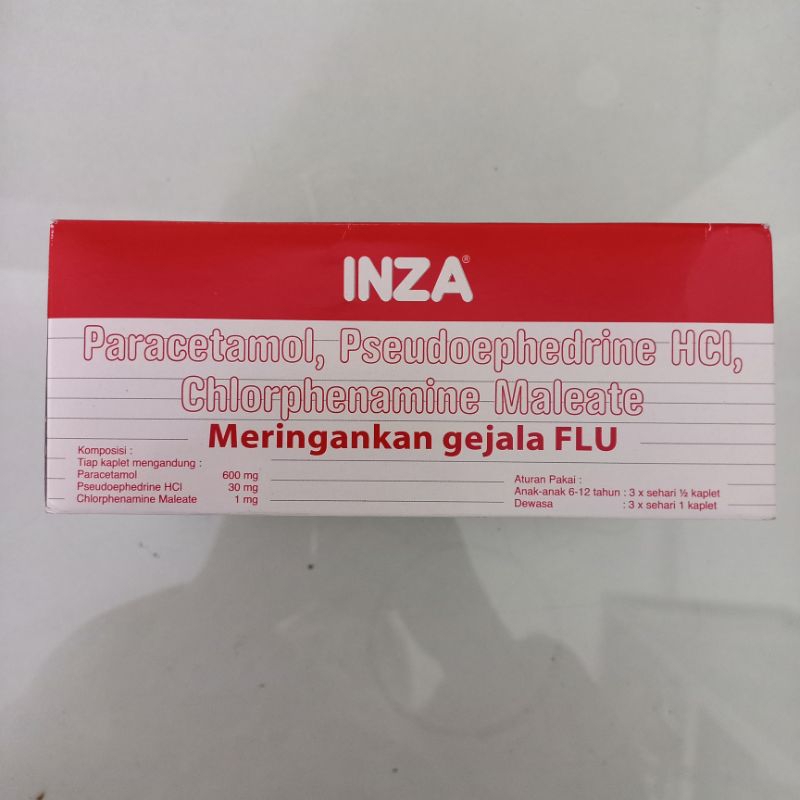 INZA®
Paracetamol, Pseudoephedrine HCl,
Chlorphenamine Maleate
Meringankan gejala FLU
Komposisi :
Tiap kaplet mengandung :
Paracetamol 600 mg
Pseudoephedrine HCl 30 mg
Chlorphenamine Maleate 1 mg
Aturan Pakai :
Anak-anak 6-12 tahun : 3 x sehari ½ kaplet
Dewasa : 3 x sehari 1 kaplet